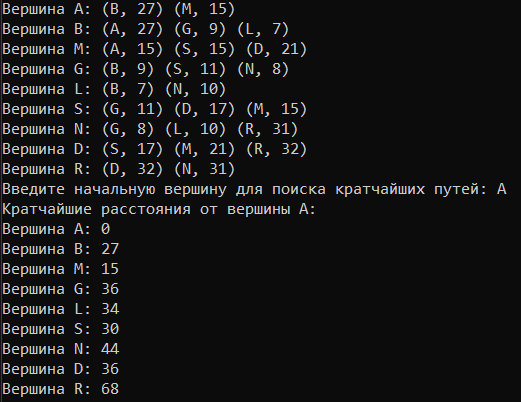 Вершина A: (B, 27) (M, 15)
Вершина B: (A, 27) (G, 9) (L, 7)
Вершина M: (A, 15) (S, 15) (D, 21)
Вершина G: (B, 9) (S, 11) (N, 8)
Вершина L: (B, 7) (N, 10)
Вершина S: (G, 11) (D, 17) (M, 15)
Вершина N: (G, 8) (L, 10) (R, 31)
Вершина D: (S, 17) (M, 21) (R, 32)
Вершина R: (D, 32) (N, 31)
Введите начальную вершину для поиска кратчайших путей: A
Кратчайшие расстояния от вершины A:
Вершина A: 0
Вершина B: 27
Вершина M: 15
Вершина G: 36
Вершина L: 34
Вершина S: 30
Вершина N: 44
Вершина D: 36
Вершина R: 68